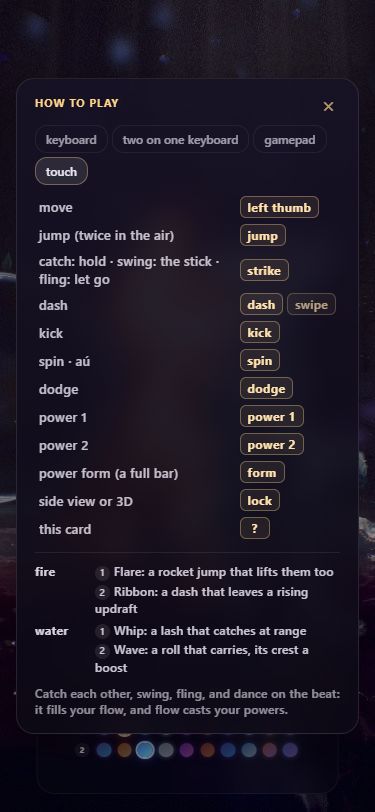 HOW TO PLAY
×
keyboard two on one keyboard gamepad
touch
move left thumb
jump (twice in the air) jump
catch: hold · swing: the stick ·
fling: let go strike
dash dash swipe
kick kick
spin · aú spin
dodge dodge
power 1 power 1
power 2 power 2
power form (a full bar) form
side view or 3D lock
this card ?
fire 1 Flare: a rocket jump that lifts them too
2 Ribbon: a dash that leaves a rising
updraft
water 1 Whip: a lash that catches at range
2 Wave: a roll that carries, its crest a
boost
Catch each other, swing, fling, and dance on the beat:
it fills your flow, and flow casts your powers.
2